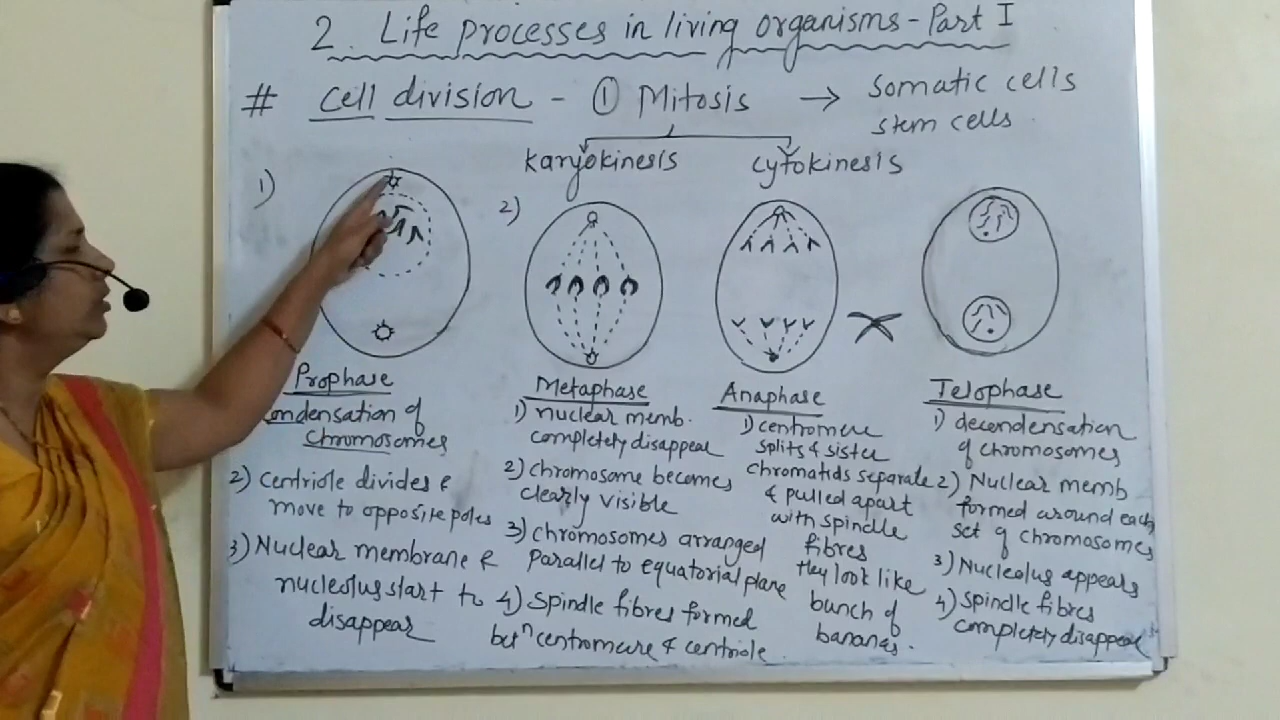 2. Life processes in living organisms - Part I
# Cell division - ① Mitosis → Somatic cells
stem cells
karyokinesis cytokinesis
1)
2)
Prophase
Condensation of
chromosomes
2) Centriole divides &
move to opposite poles
3) Nuclear membrane &
nucleolus start to
disappear
Metaphase
1) nuclear memb.
completely disappear
2) chromosome becomes
clearly visible
3) chromosomes arranged
parallel to equatorial plane
4) spindle fibres formed
betⁿ centromere & centriole
Anaphase
1) centromere
splits & sister
chromatids separate
& pulled apart
with spindle
fibres
they look like
bunch of
bananas.
Telophase
1) decondensation
of chromosomes
2) Nuclear memb
formed around each
set of chromosomes
3) Nucleolus appears
4) Spindle fibres
completely disappear